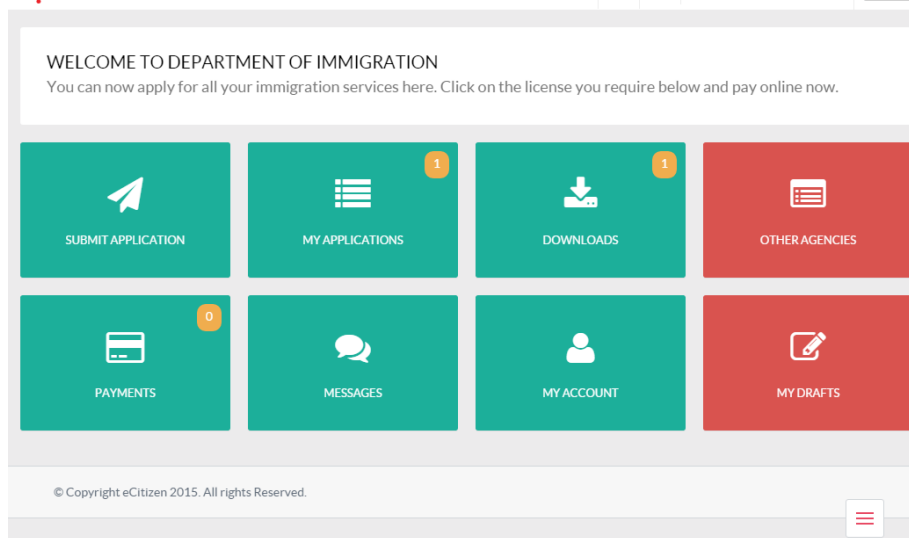 WELCOME TO DEPARTMENT OF IMMIGRATION
You can now apply for all your immigration services here. Click on the license you require below and pay online now.
1
1
SUBMIT APPLICATION
MY APPLICATIONS
DOWNLOADS
OTHER AGENCIES
0
PAYMENTS
MESSAGES
MY ACCOUNT
MY DRAFTS
© Copyright eCitizen 2015. All rights Reserved.